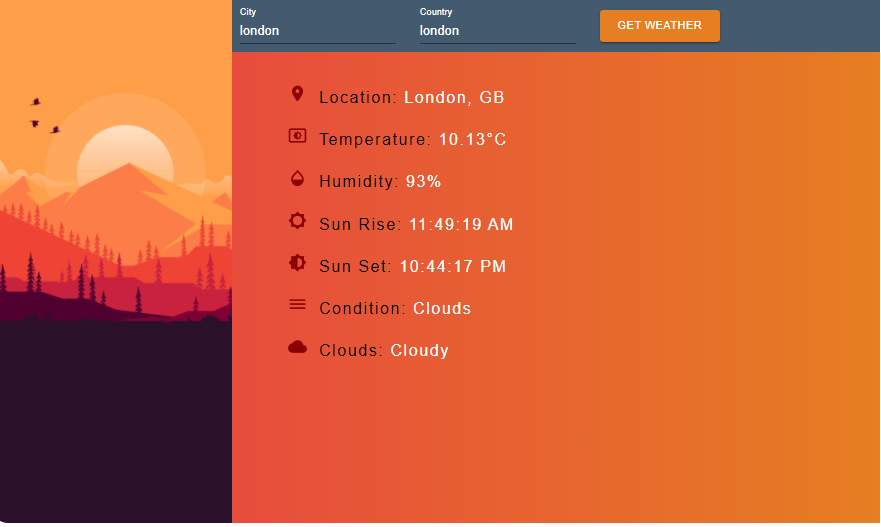 City
london
Country
london
GET WEATHER
Location: London, GB
Temperature: 10.13°C
Humidity: 93%
Sun Rise: 11:49:19 AM
Sun Set: 10:44:17 PM
Condition: Clouds
Clouds: Cloudy